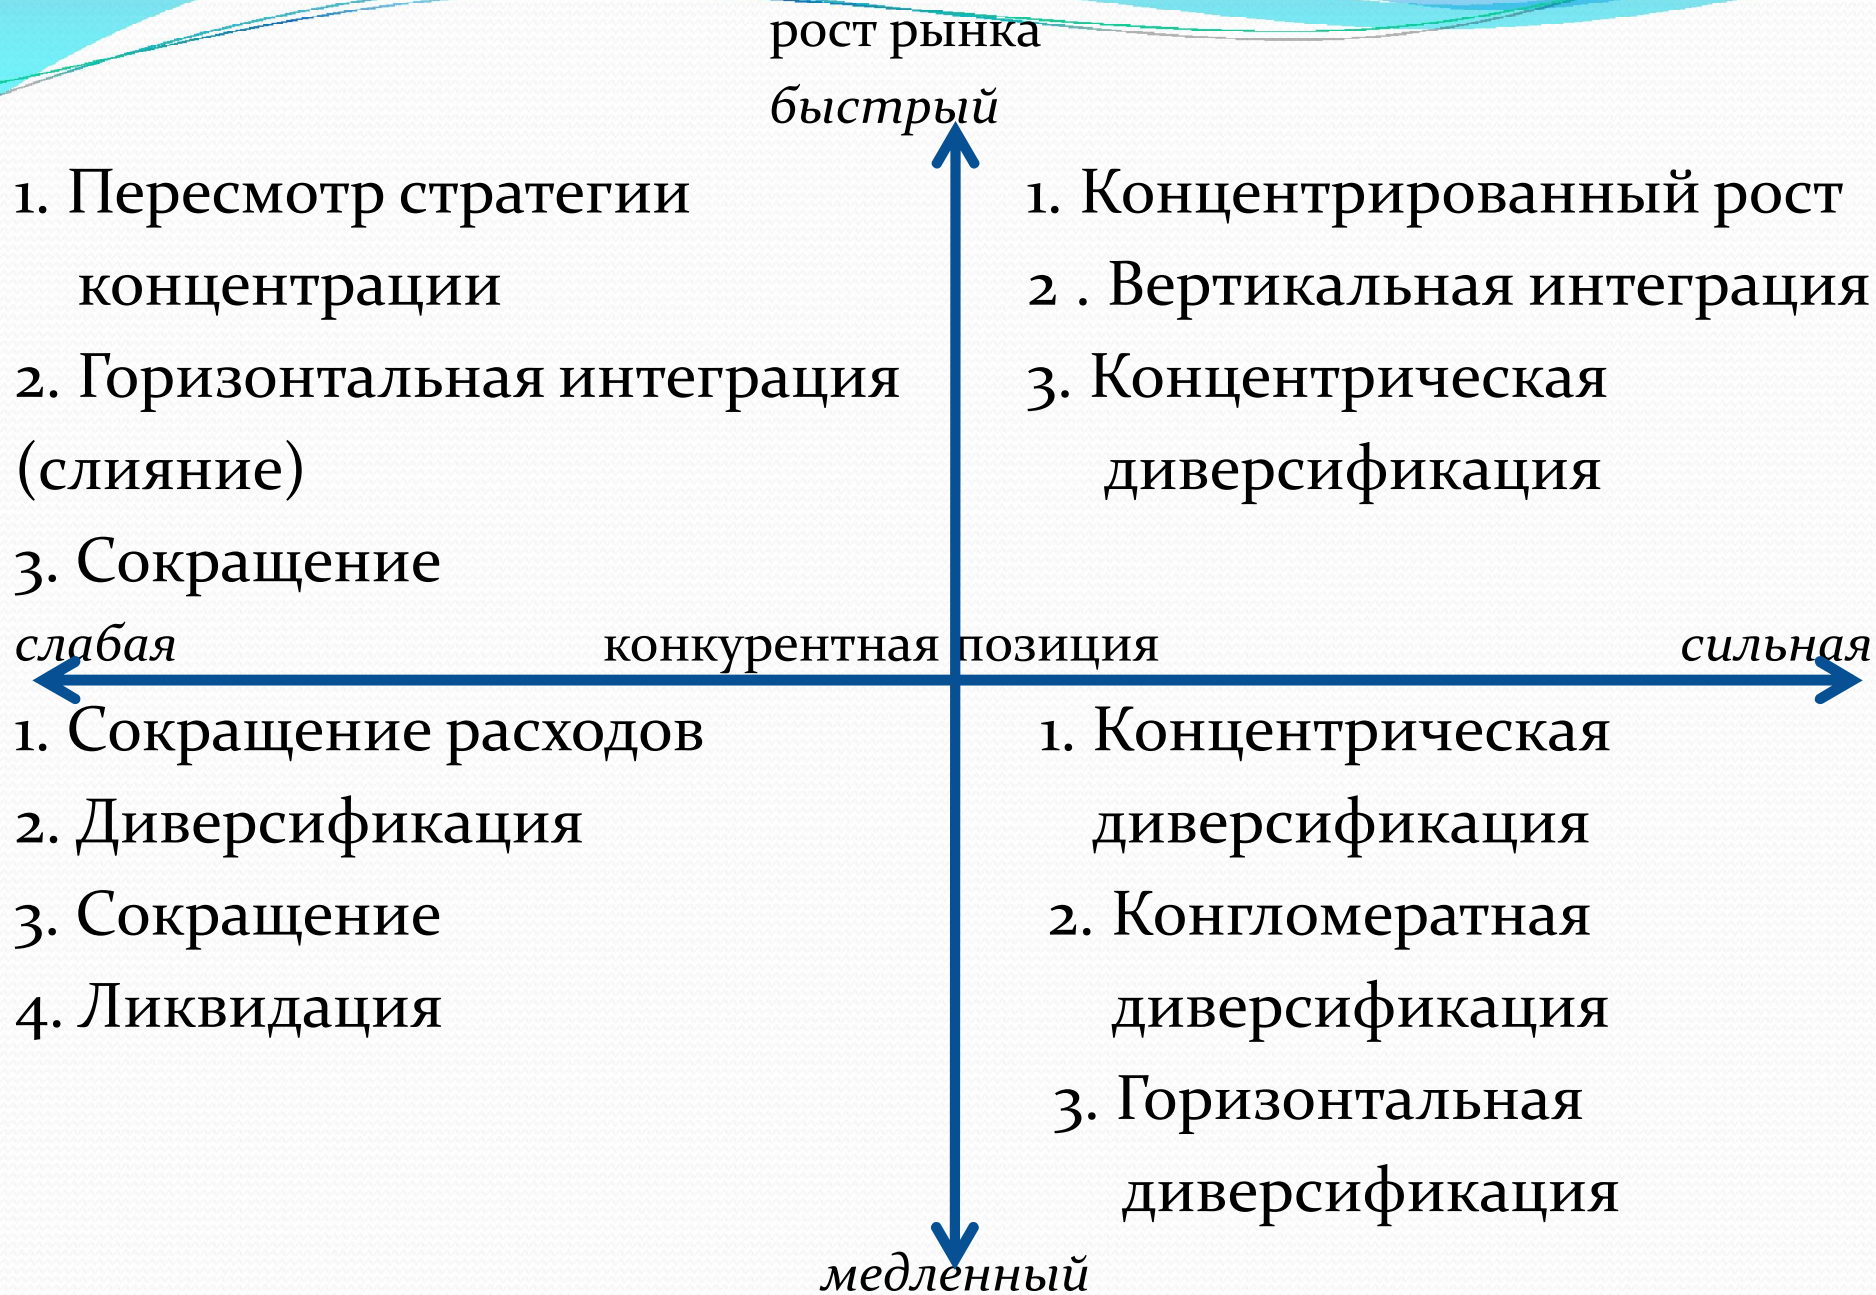 рост рынка
быстрый
1. Пересмотр стратегии
концентрации
2. Горизонтальная интеграция
(слияние)
3. Сокращение
1. Концентрированный рост
2 . Вертикальная интеграция
3. Концентрическая
диверсификация
слабая
конкурентная позиция
сильная
1. Сокращение расходов
2. Диверсификация
3. Сокращение
4. Ликвидация
1. Концентрическая
диверсификация
2. Конгломератная
диверсификация
3. Горизонтальная
диверсификация
медленный